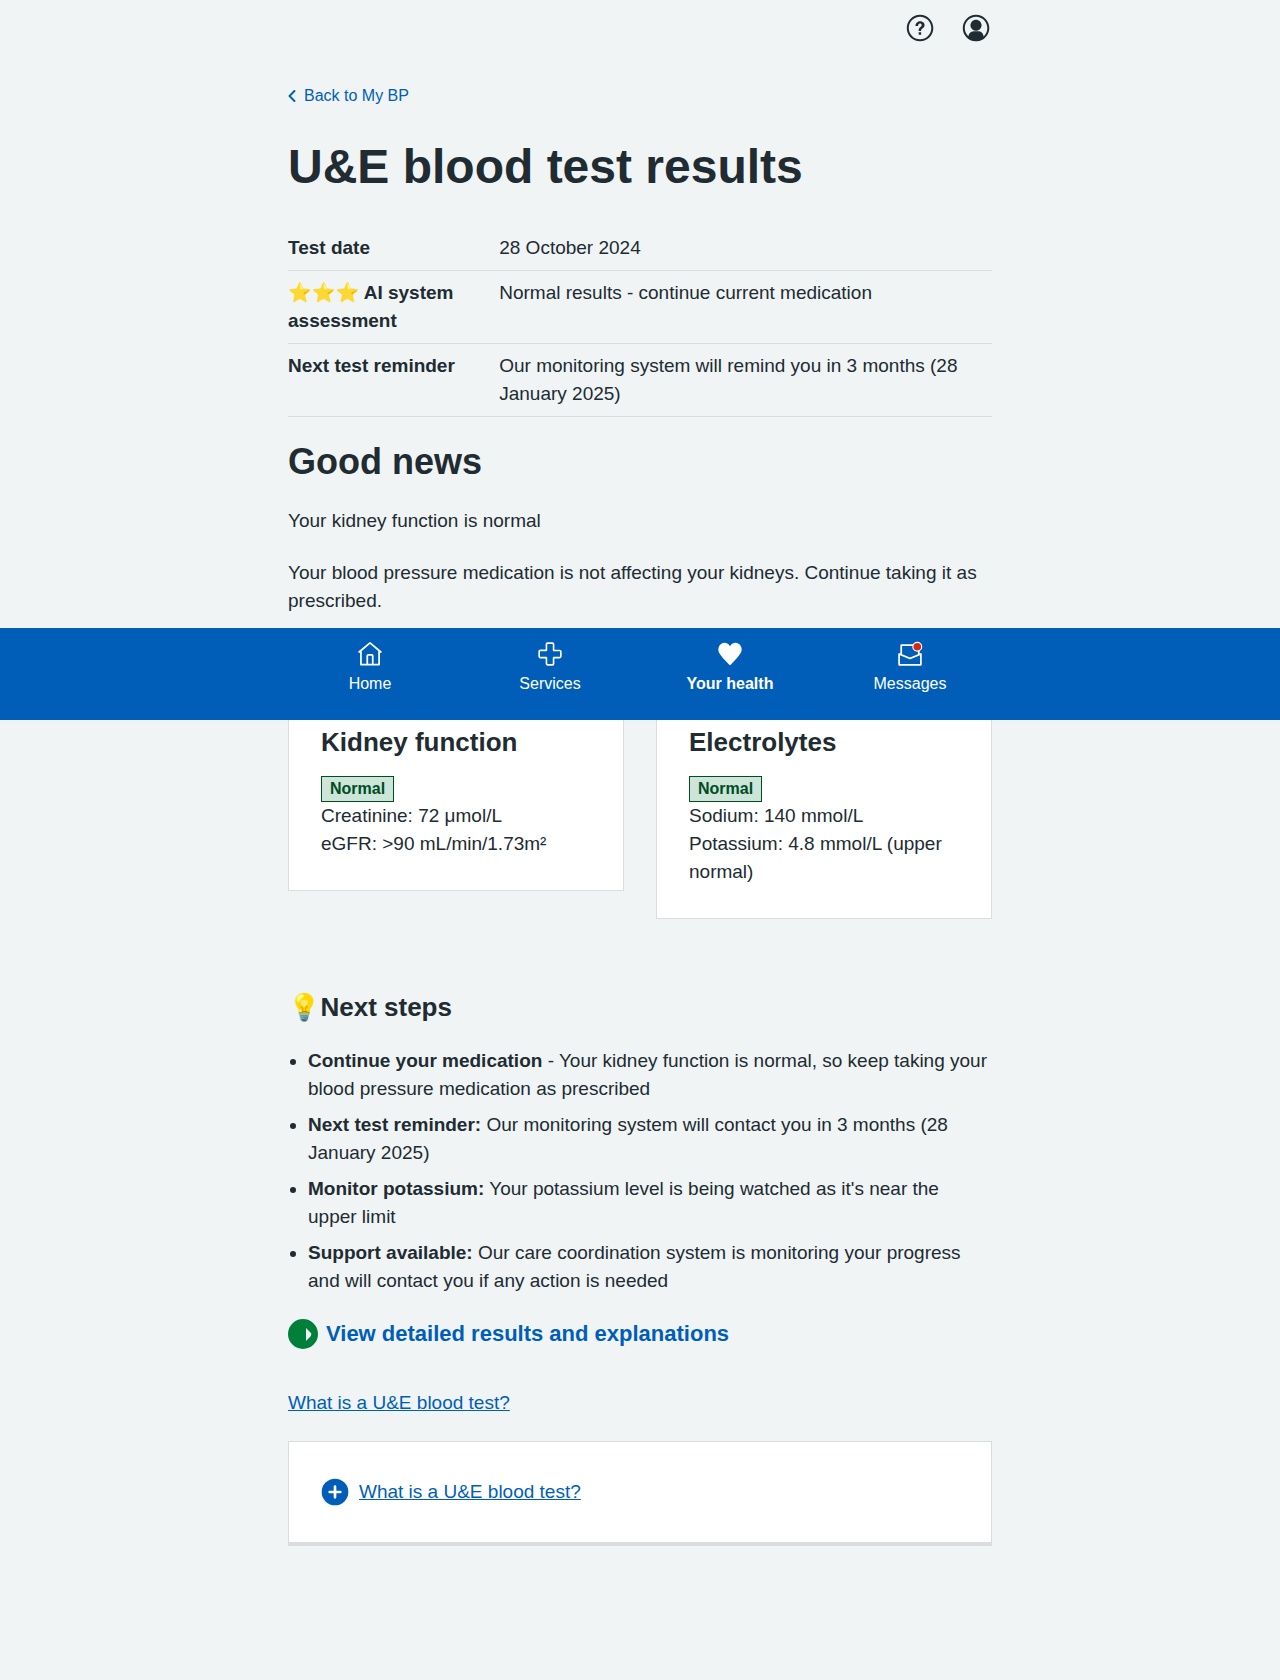 Back to My BP
U&E blood test results
Test date 28 October 2024
⭐⭐⭐ AI system assessment Normal results - continue current medication
Next test reminder Our monitoring system will remind you in 3 months (28
January 2025)
Good news
Your kidney function is normal
Your blood pressure medication is not affecting your kidneys. Continue taking it as
prescribed.
Home Services Your health Messages
Kidney function
Normal
Creatinine: 72 μmol/L
eGFR: >90 mL/min/1.73m²
Electrolytes
Normal
Sodium: 140 mmol/L
Potassium: 4.8 mmol/L (upper
normal)
💡Next steps
• Continue your medication - Your kidney function is normal, so keep taking your
blood pressure medication as prescribed
• Next test reminder: Our monitoring system will contact you in 3 months (28
January 2025)
• Monitor potassium: Your potassium level is being watched as it's near the
upper limit
• Support available: Our care coordination system is monitoring your progress
and will contact you if any action is needed
View detailed results and explanations
What is a U&E blood test?
What is a U&E blood test?